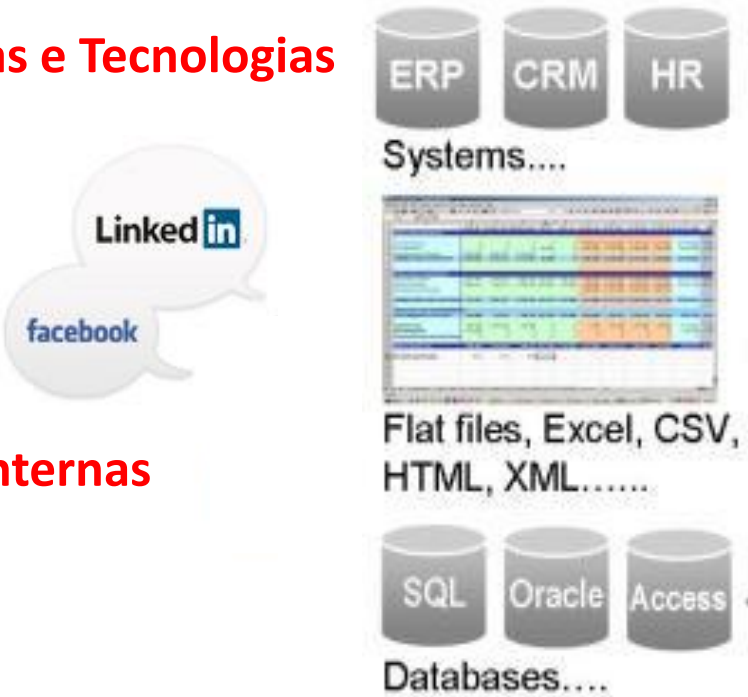 as e Tecnologias
ERP CRM HR
Systems....
Linked in
facebook
Flat files, Excel, CSV,
HTML, XML......
nternas
SQL Oracle Access
Databases....